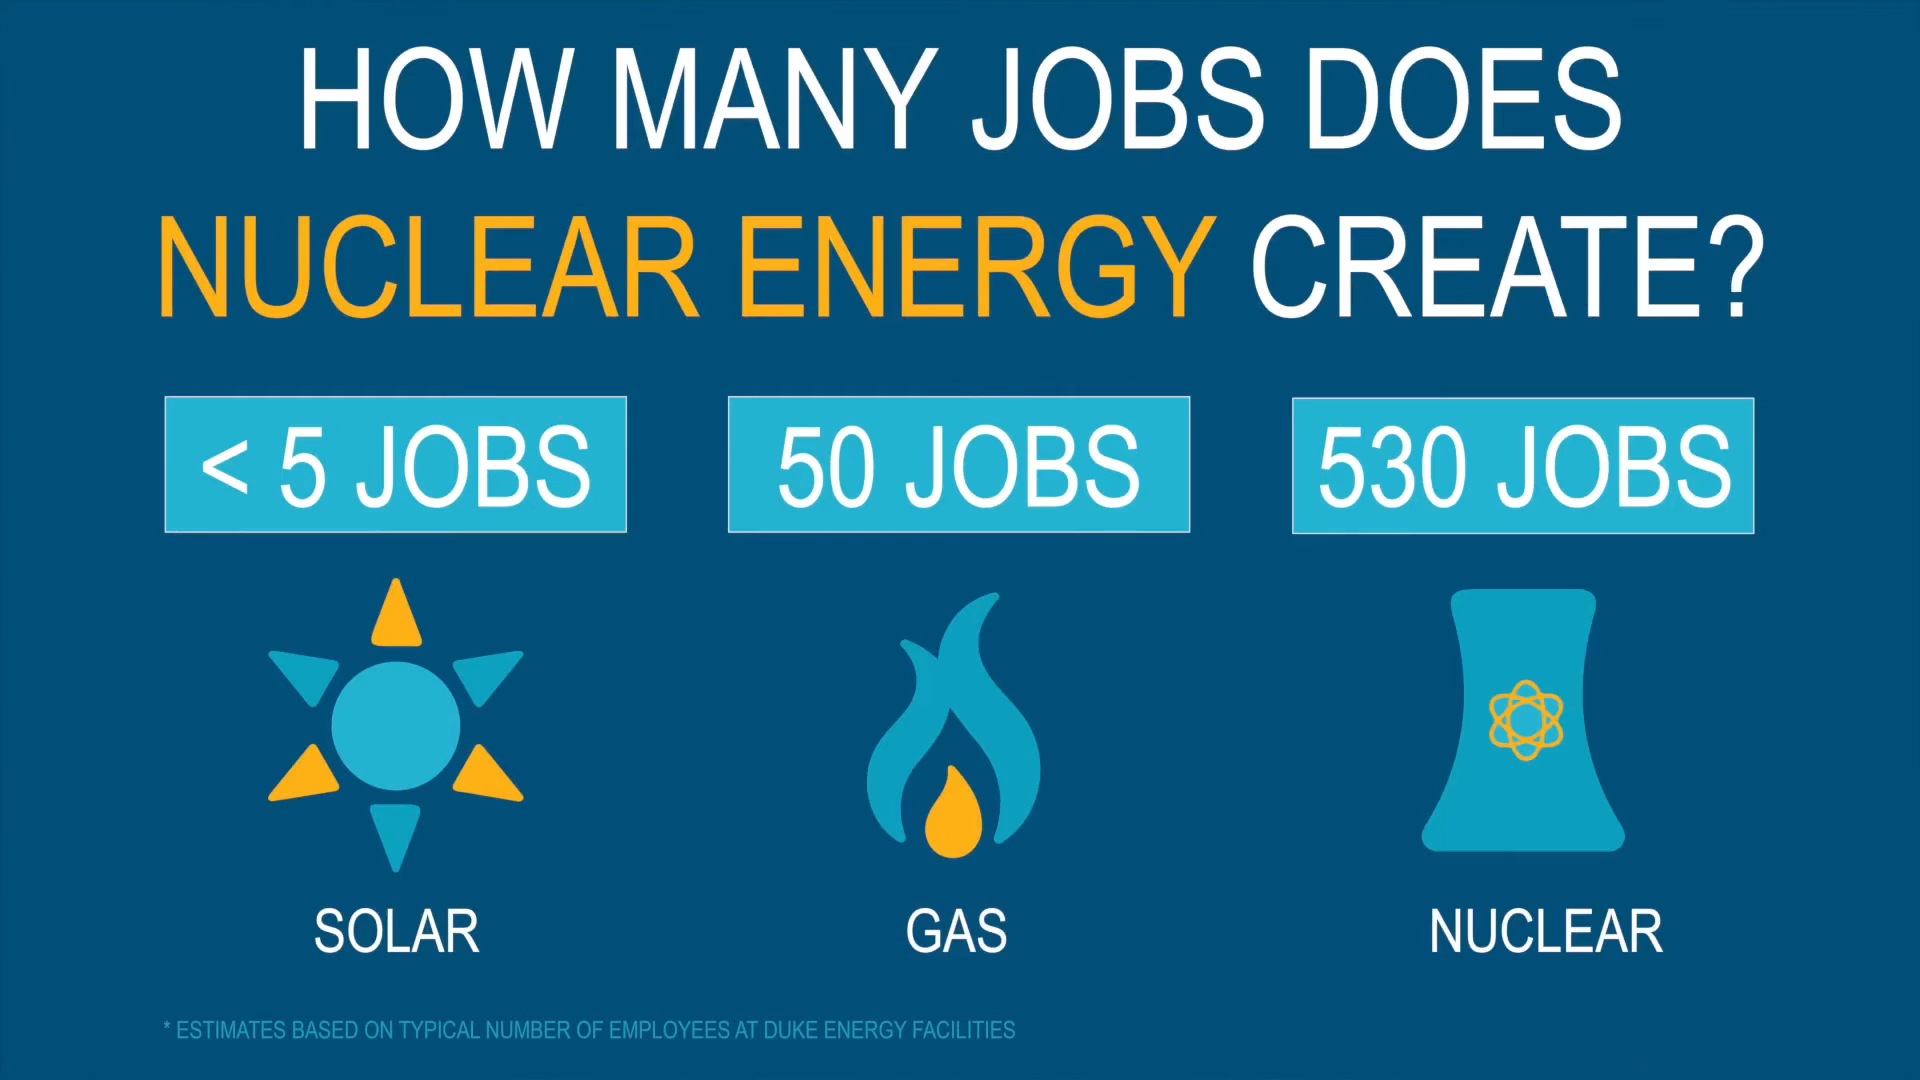 HOW MANY JOBS DOES
NUCLEAR ENERGY CREATE?
< 5 JOBS
50 JOBS
530 JOBS
SOLAR
GAS
NUCLEAR
* ESTIMATES BASED ON TYPICAL NUMBER OF EMPLOYEES AT DUKE ENERGY FACILITIES